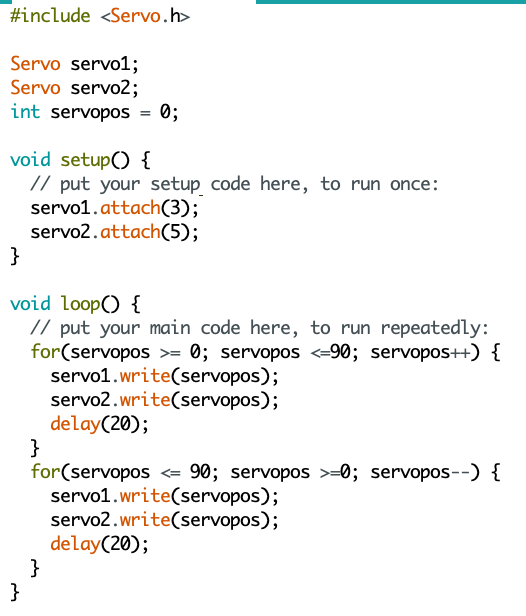 #include <Servo.h>

Servo servo1;
Servo servo2;
int servopos = 0;

void setup() {
  // put your setup code here, to run once:
  servo1.attach(3);
  servo2.attach(5);
}

void loop() {
  // put your main code here, to run repeatedly:
  for(servopos >= 0; servopos <=90; servopos++) {
    servo1.write(servopos);
    servo2.write(servopos);
    delay(20);
  }
  for(servopos <= 90; servopos >=0; servopos--) {
    servo1.write(servopos);
    servo2.write(servopos);
    delay(20);
  }
}